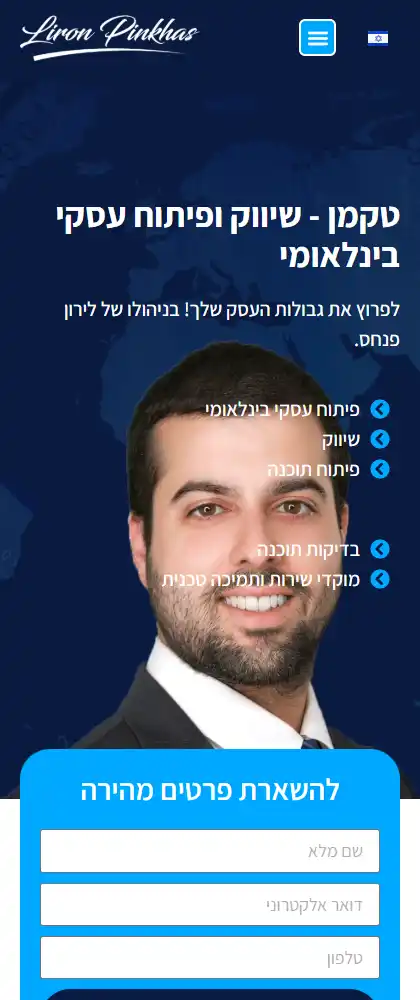 Liron Pinkhas
טקמן - שיווק ופיתוח עסקי
בינלאומי
לפרוץ את גבולות העסק שלך! בניהולו של לירון
פנחס.
פיתוח עסקי בינלאומי
שיווק
פיתוח תוכנה
בדיקות תוכנה
מוקדי שירות ותמיכה טכנית
להשארת פרטים מהירה
שם מלא
דואר אלקטרוני
טלפון